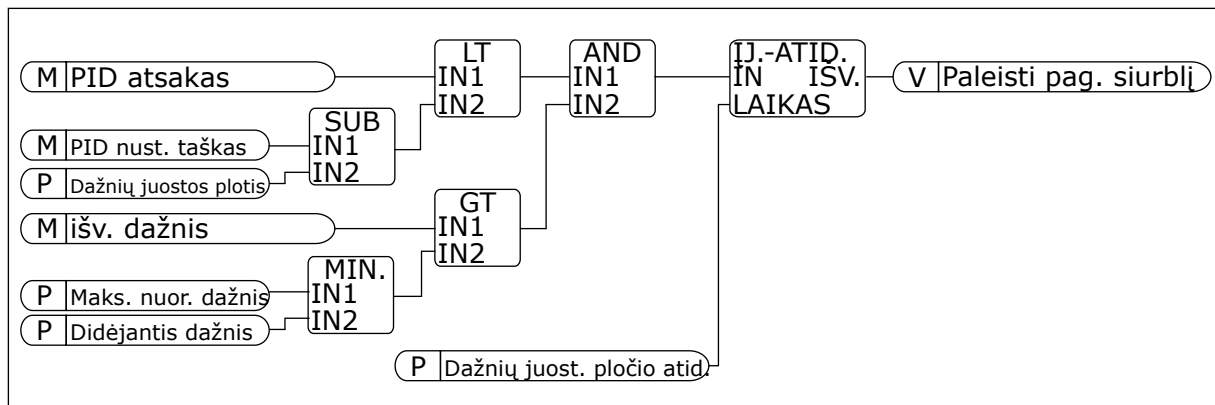 LT
IN1
IN2
AND
IN1
IN2
IJ.-ATID.
IN IŠV.
LAIKAS
M PID atsakas
V Paleisti pag. siurblį
SUB
IN1
IN2
M PID nust. taškas
P Dažnių juostos plotis
GT
IN1
IN2
M išv. dažnis
MIN.
IN1
IN2
P Maks. nuor. dažnis
P Didėjantis dažnis
P Dažnių juost. pločio atid.